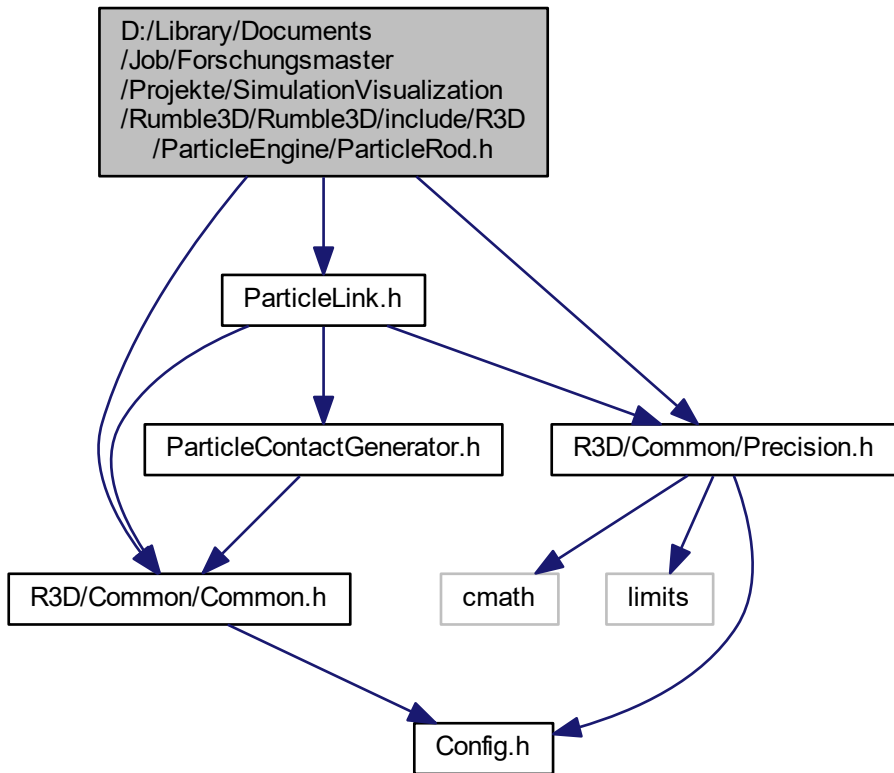 D:/Library/Documents
/Job/Forschungsmaster
/Projekte/SimulationVisualization
/Rumble3D/Rumble3D/include/R3D
/ParticleEngine/ParticleRod.h
ParticleLink.h
ParticleContactGenerator.h
R3D/Common/Precision.h
R3D/Common/Common.h
cmath
limits
Config.h